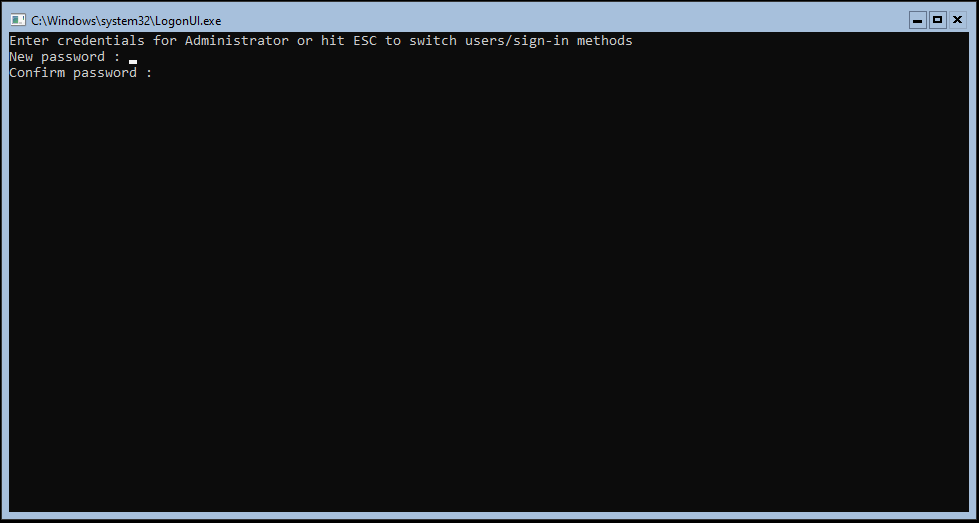 C:\Windows\system32\LogonUI.exe
Enter credentials for Administrator or hit ESC to switch users/sign-in methods
New password :
Confirm password :